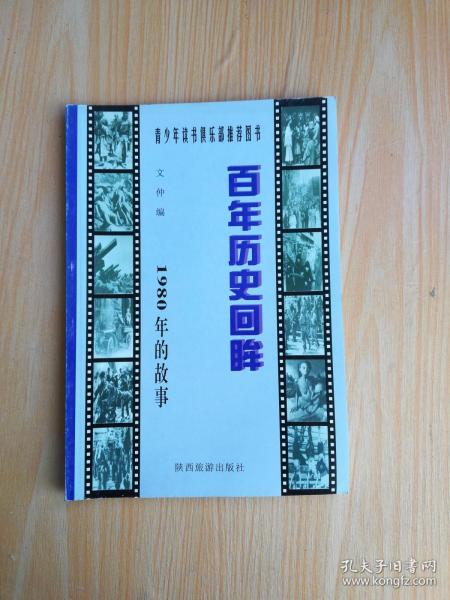 青少年读书俱乐部推荐图书
百年历史回眸
文仲编
1980年的故事
陕西旅游出版社
孔夫子旧书网
www.kongfz.com